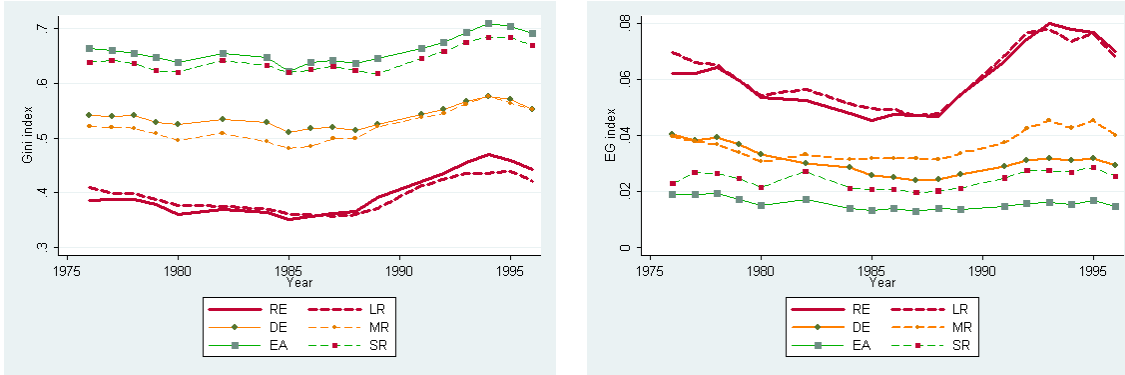 Gini index
.7
.6
.5
.4
.3
1975 1980 1985 1990 1995
Year
RE LR
DE MR
EA SR
EG index
.08
.06
.04
.02
0
1975 1980 1985 1990 1995
Year
RE LR
DE MR
EA SR